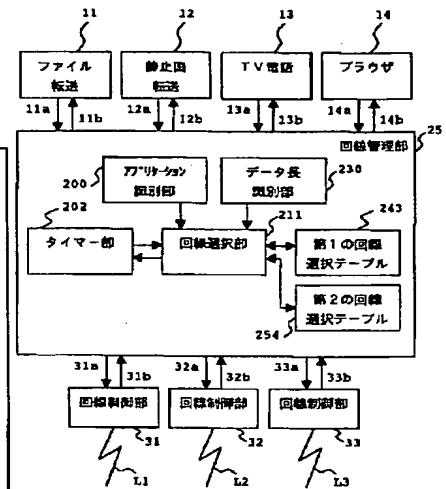 11 12 13 14
ファイル
転送
静止画
転送
TV電話
ブラウザ
11a 11b 12a 12b 13a 13b 14a 14b
回線管理部
25
200
アプリケーション
識別部
データ長
識別部
230
202
タイマー部
211
回線選択部
243
第1の回線
選択テーブル
第2の回線
選択テーブル
254
31a 31b 32a 32b 33a 33b
回線制御部
回線制御部
回線制御部
31 32 33
L1 L2 L3